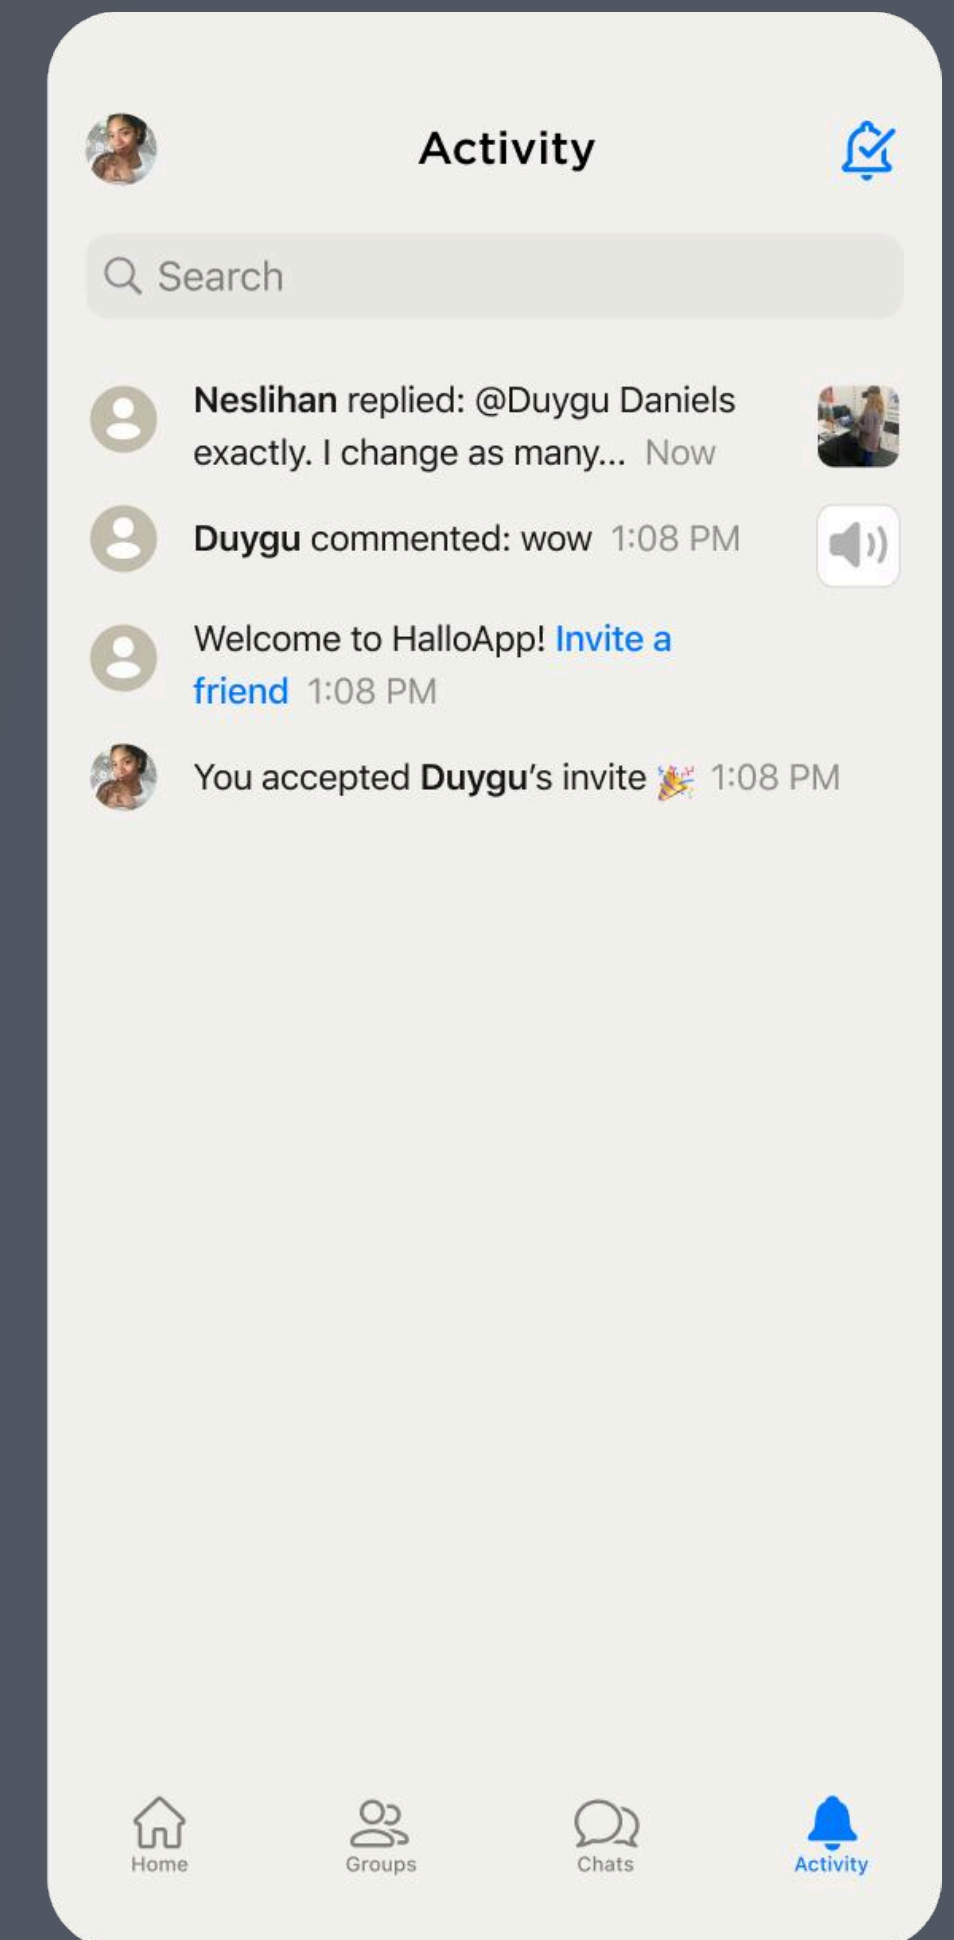 Activity
Search
Neslihan replied: @Duygu Daniels
exactly. I change as many... Now
Duygu commented: wow 1:08 PM
Welcome to HalloApp! Invite a
friend 1:08 PM
You accepted Duygu's invite 🎉 1:08 PM
Home
Groups
Chats
Activity